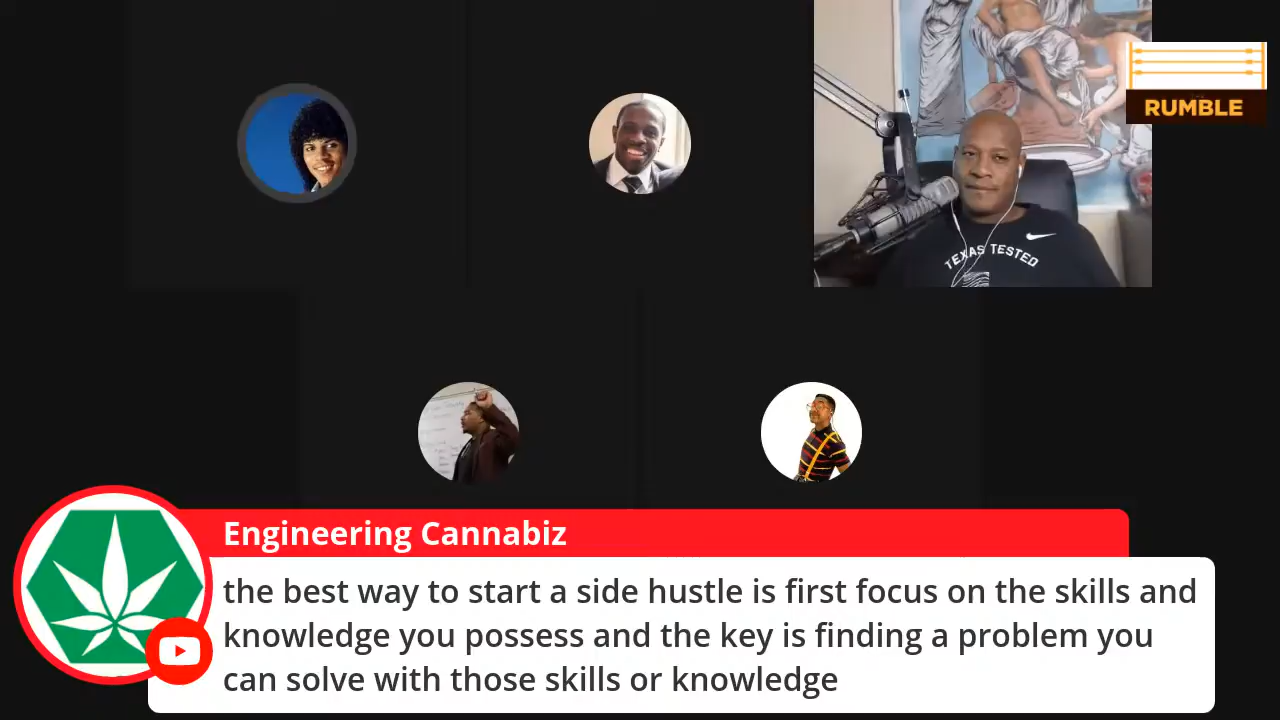 RUMBLE
TEXAS TESTED
Engineering Cannabiz
the best way to start a side hustle is first focus on the skills and
knowledge you possess and the key is finding a problem you
can solve with those skills or knowledge